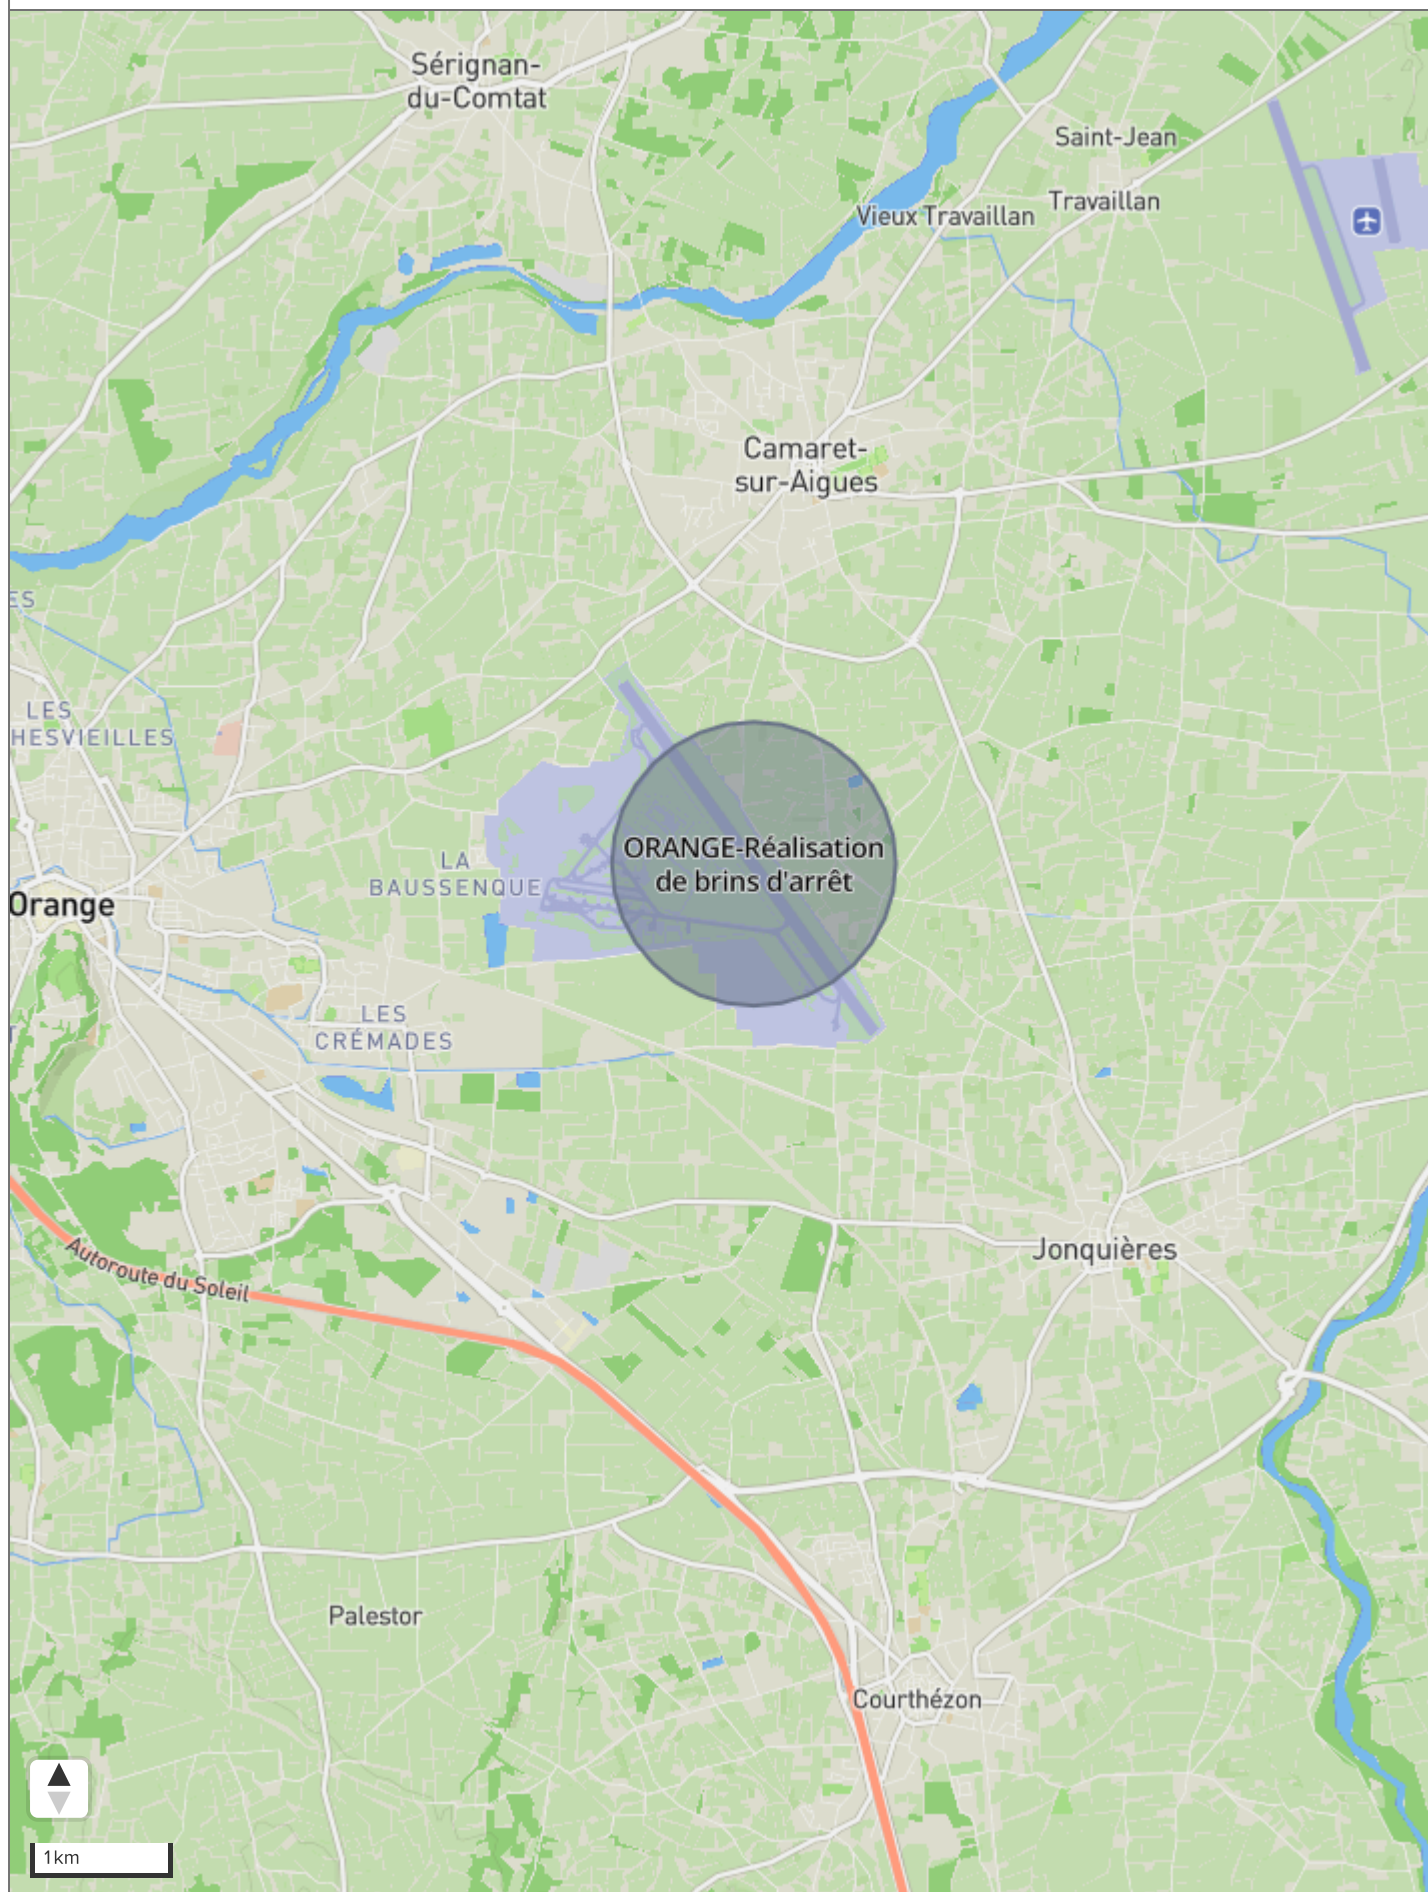 Sérignan-
du-Comtat
Saint-Jean
Travaillan
Vieux Travaillan
Camaret-
sur-Aigues
ES
LES
HESVIEILLES
ORANGE-Réalisation
de brins d'arrêt
LA
BAUSSENQUE
Orange
LES
CRÉMADES
Jonquières
Autoroute du Soleil
Palestor
Courthézon
1km